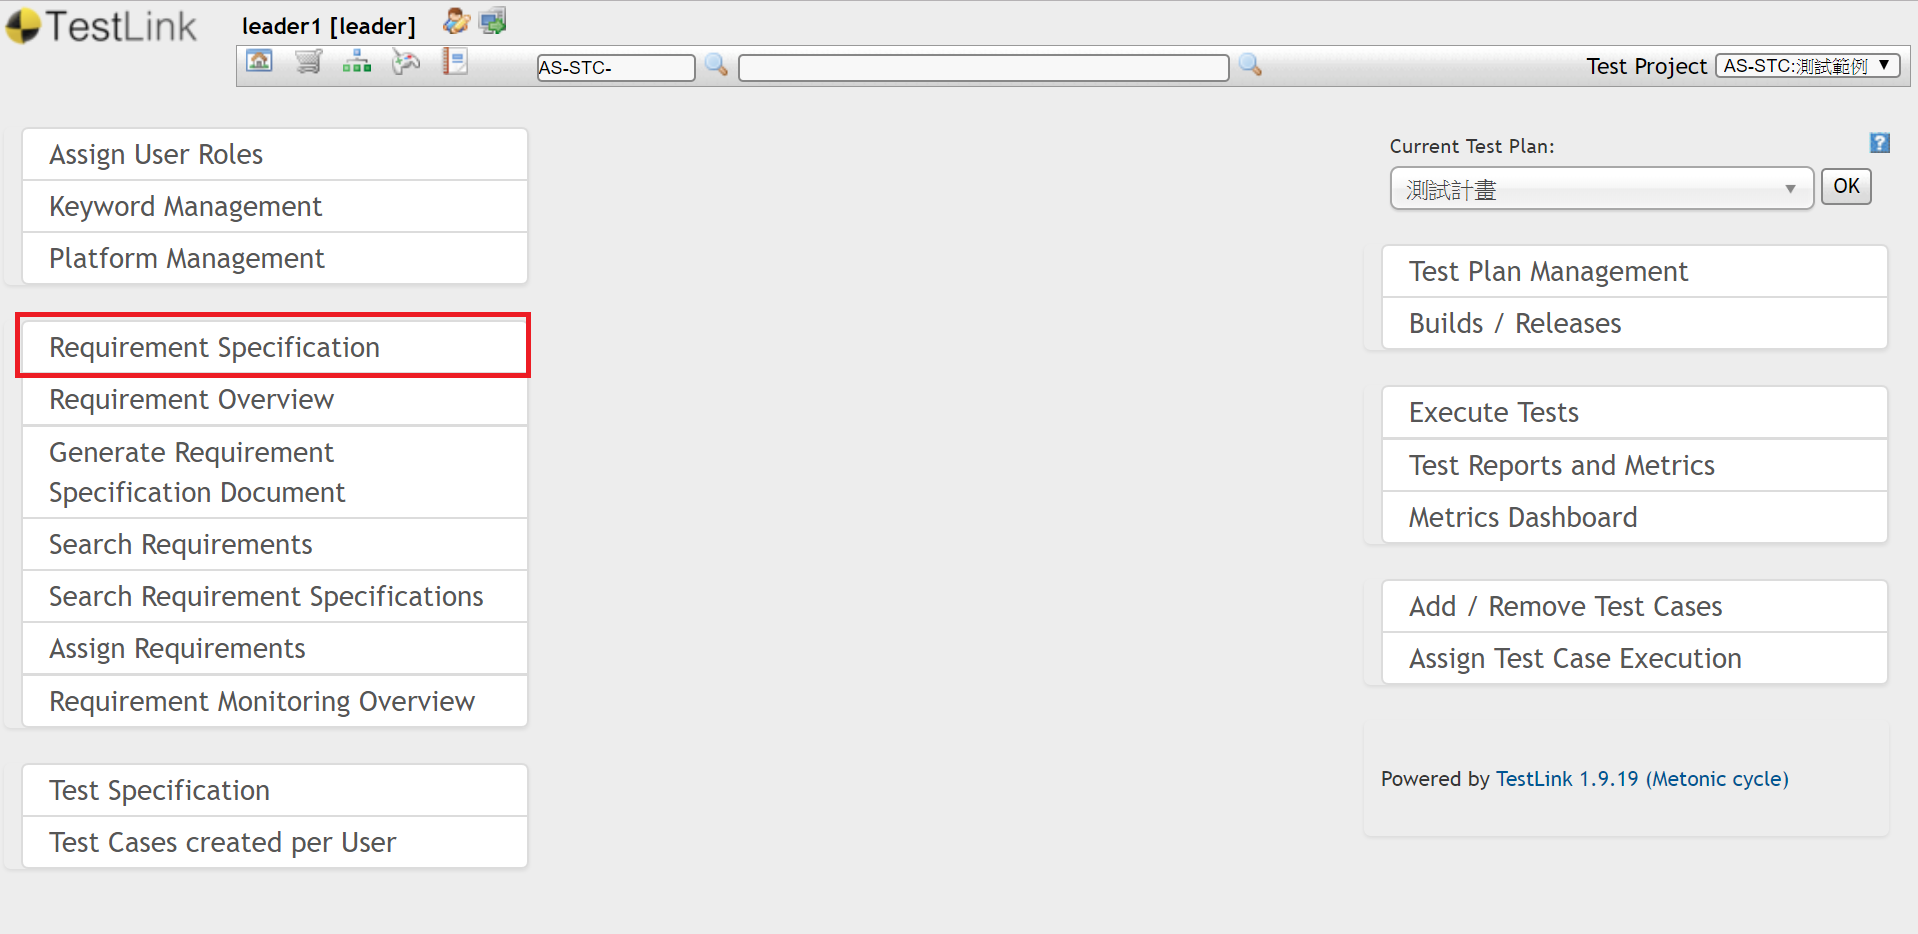 TestLink
leader1 [leader]
AS-STC-
Test Project AS-STC:測試範例
Assign User Roles
Keyword Management
Platform Management
Requirement Specification
Requirement Overview
Generate Requirement
Specification Document
Search Requirements
Search Requirement Specifications
Assign Requirements
Requirement Monitoring Overview
Test Specification
Test Cases created per User
Current Test Plan:
?
測試計畫
OK
Test Plan Management
Builds / Releases
Execute Tests
Test Reports and Metrics
Metrics Dashboard
Add / Remove Test Cases
Assign Test Case Execution
Powered by TestLink 1.9.19 (Metonic cycle)